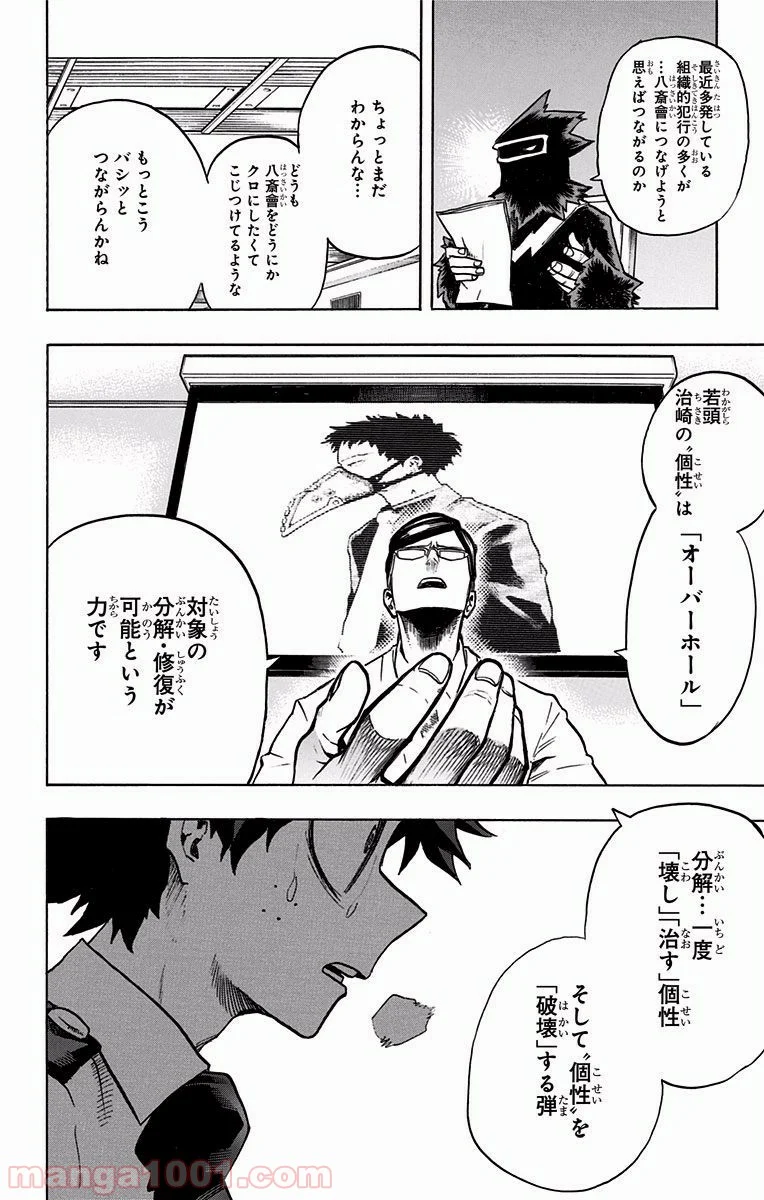 最近多発している
組織的犯行の多くが
…八斎會につなげようと
思えばつながるのか
ちょっとまだ
わからんな…
どうも
八斎會をどうにか
クロにしたくて
こじつけてるような
もっとこう
バシッと
つながらんかね
若頭
治崎の〝個性〟は
「オーバーホール」
対象の
分解・修復が
可能という
力です
分解…一度
「壊し」「治す」個性
そして〝個性〟を
「破壊」する弾
manga1001.com